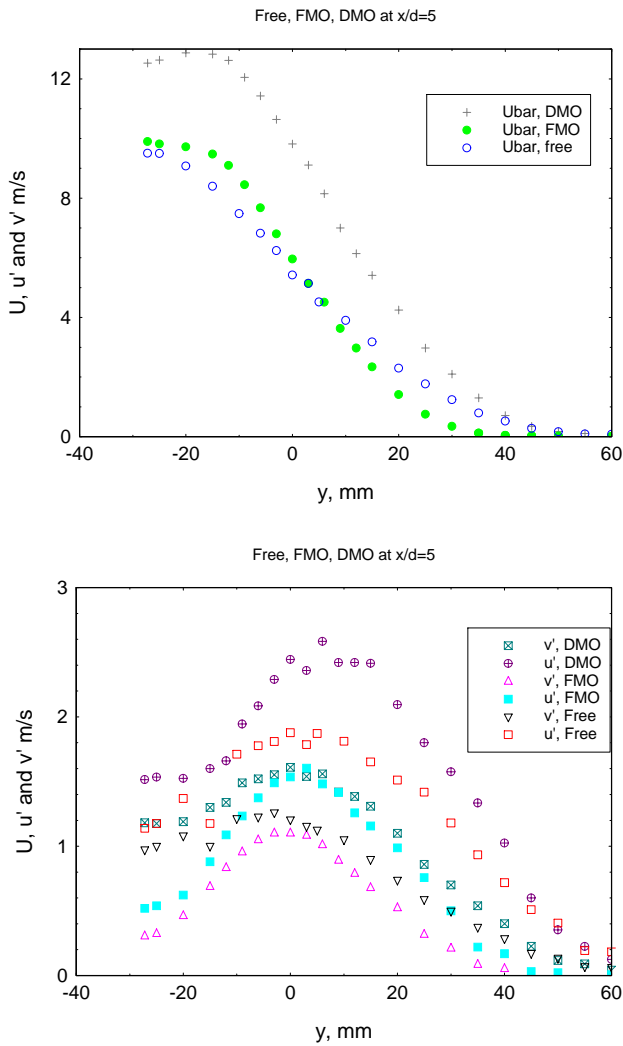 Free, FMO, DMO at x/d=5
12
8
4
0
U, u' and v' m/s
Ubar, DMO
Ubar, FMO
Ubar, free
-40 -20 0 20 40 60
y, mm
Free, FMO, DMO at x/d=5
3
2
1
0
U, u' and v' m/s
v', DMO
u', DMO
v', FMO
u', FMO
v', Free
u', Free
-40 -20 0 20 40 60
y, mm